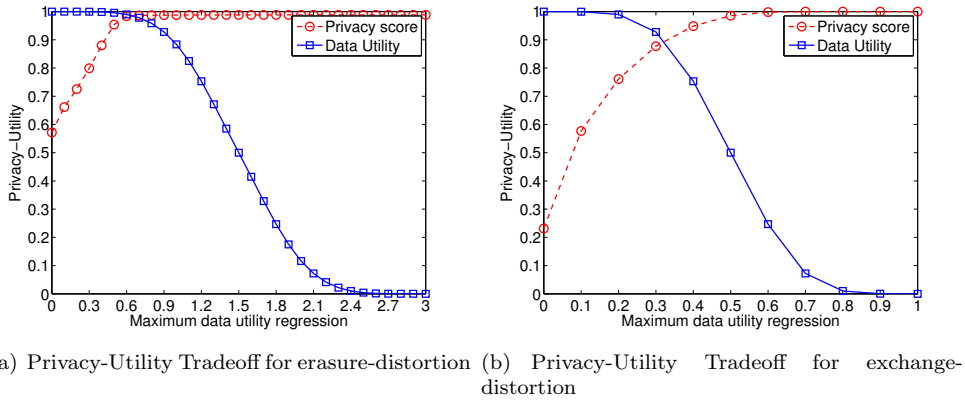 1
0.9
0.8
0.7
0.6
0.5
0.4
0.3
0.2
0.1
0
Privacy−Utility
0 0.3 0.6 0.9 1.2 1.5 1.8 2.1 2.4 2.7 3
Maximum data utility regression
Privacy score
Data Utility
1
0.9
0.8
0.7
0.6
0.5
0.4
0.3
0.2
0.1
0
Privacy−Utility
0 0.1 0.2 0.3 0.4 0.5 0.6 0.7 0.8 0.9 1
Maximum data utility regression
Privacy score
Data Utility
a) Privacy-Utility Tradeoff for erasure-distortion
(b) Privacy-Utility Tradeoff for exchange-
distortion